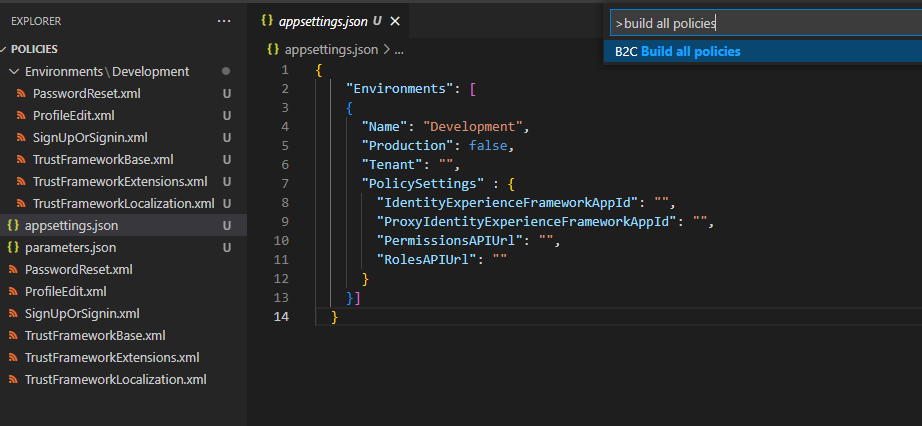 EXPLORER
...
POLICIES
Environments\Development
PasswordReset.xml U
ProfileEdit.xml U
SignUpOrSignin.xml U
TrustFrameworkBase.xml U
TrustFrameworkExtensions.xml U
TrustFrameworkLocalization.xml U
{} appsettings.json U
{} parameters.json U
PasswordReset.xml
ProfileEdit.xml
SignUpOrSignin.xml
TrustFrameworkBase.xml
TrustFrameworkExtensions.xml
TrustFrameworkLocalization.xml
{} appsettings.json U ×
{} appsettings.json > ...
>build all policies
B2C Build all policies
1 {
2 "Environments": [
3 {
4 "Name": "Development",
5 "Production": false,
6 "Tenant": "",
7 "PolicySettings" : {
8 "IdentityExperienceFrameworkAppId": "",
9 "ProxyIdentityExperienceFrameworkAppId": "",
10 "PermissionsAPIUrl": "",
11 "RolesAPIUrl": ""
12 }
13 }]
14 }